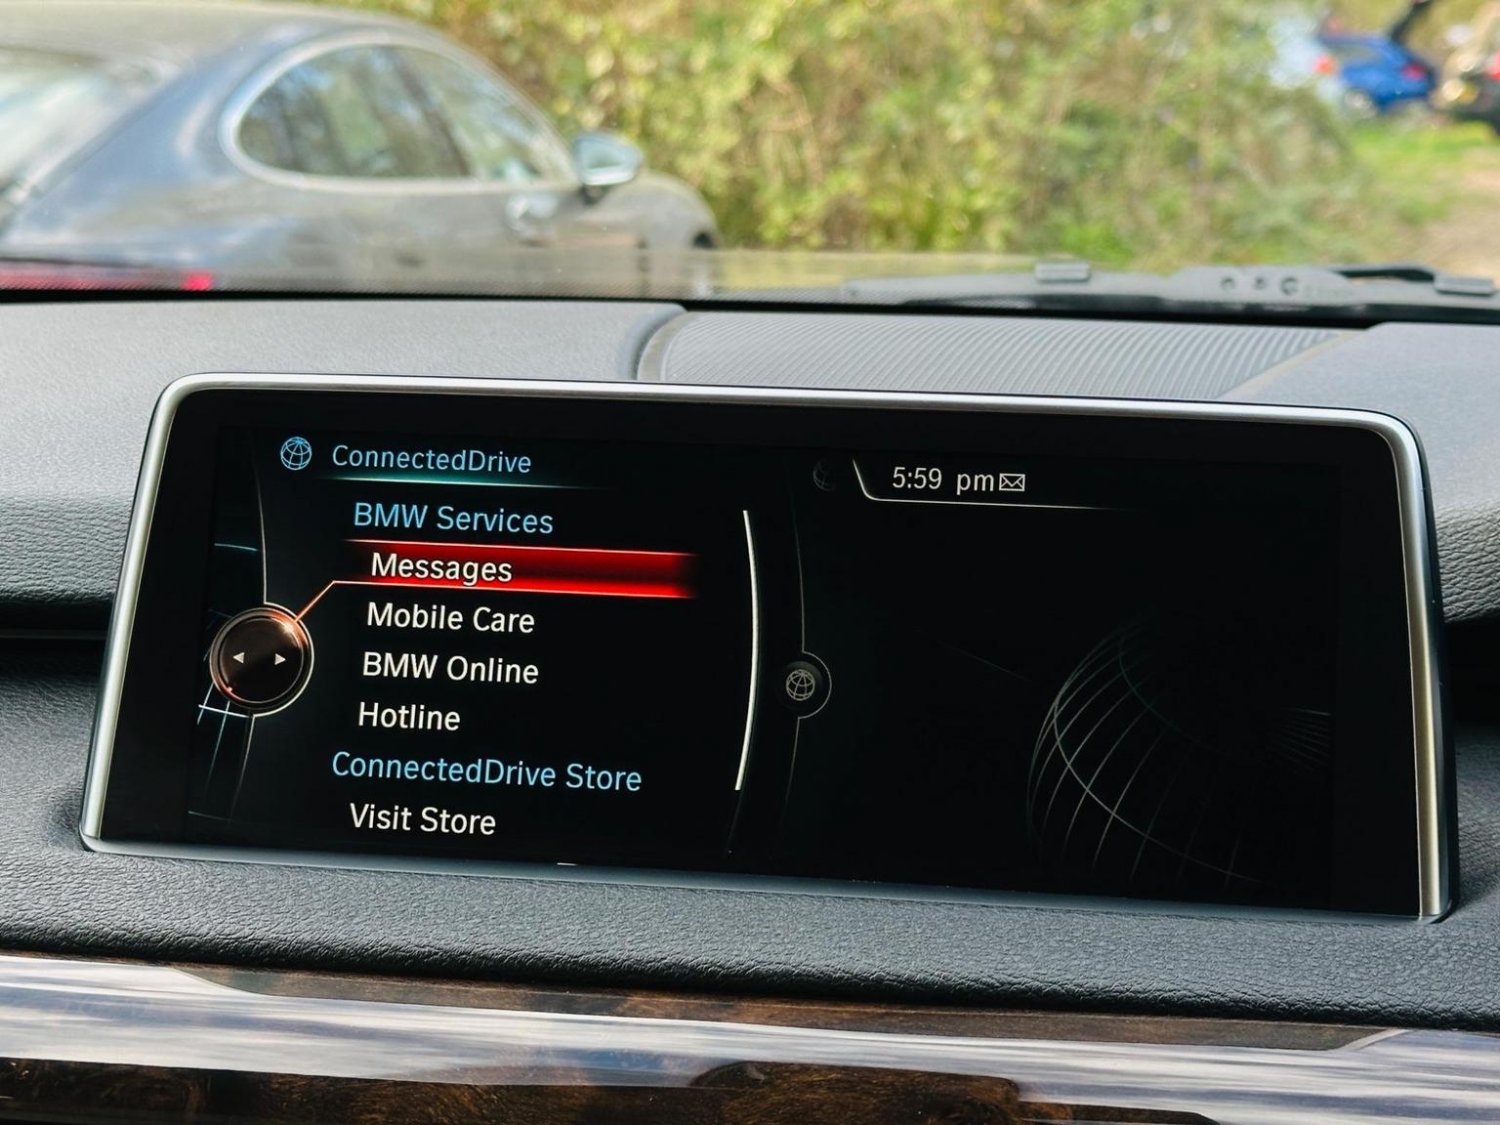 ConnectedDrive
5:59 pm
BMW Services
Messages
Mobile Care
BMW Online
Hotline
ConnectedDrive Store
Visit Store